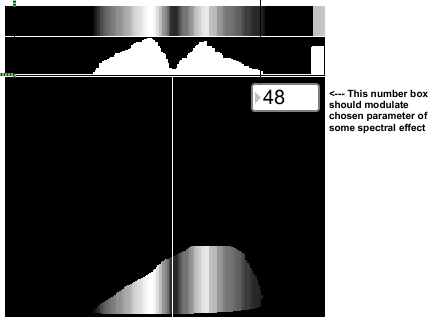 48
<--- This number box
should modulate
chosen parameter of
some spectral effect